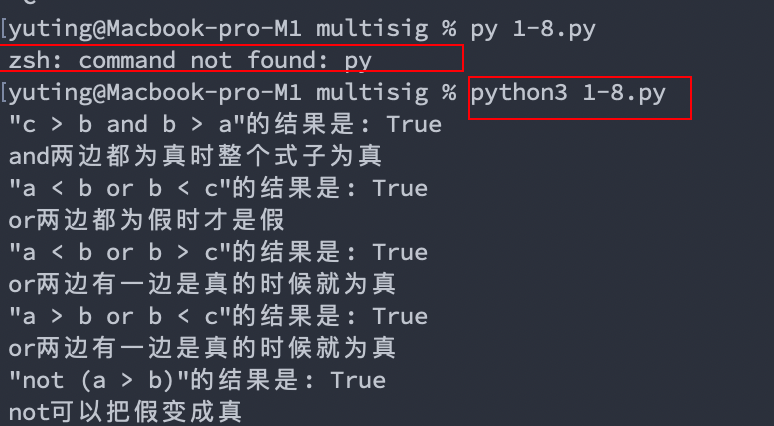 [yuting@Macbook-pro-M1 multisig % py 1-8.py
zsh: command not found: py
[yuting@Macbook-pro-M1 multisig % python3 1-8.py
"c > b and b > a"的结果是: True
and两边都为真时整个式子为真
"a < b or b < c"的结果是: True
or两边都为假时才是假
"a < b or b > c"的结果是: True
or两边有一边是真的时候就为真
"a > b or b < c"的结果是: True
or两边有一边是真的时候就为真
"not (a > b)"的结果是: True
not可以把假变成真